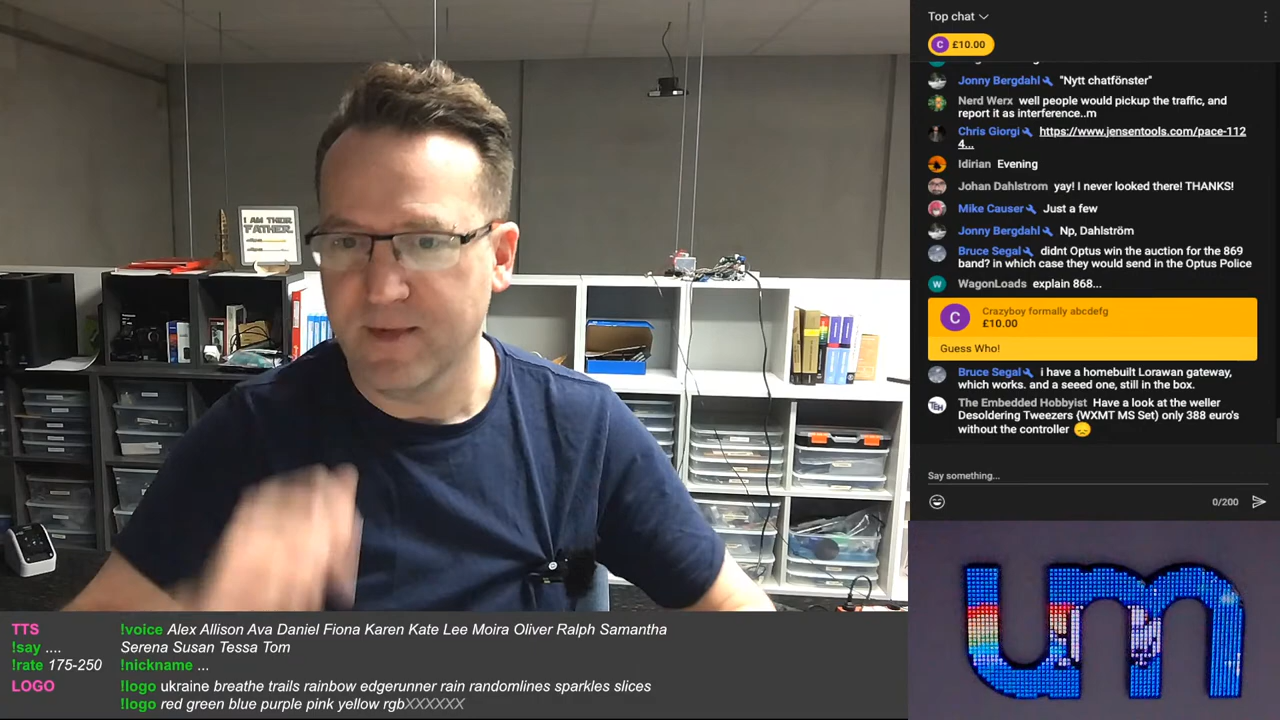 I AM THEIR
FATHER.
Top chat
C £10.00
Jonny Bergdahl "Nytt chatfönster"
Nerd Werx well people would pickup the traffic, and
report it as interference..m
Chris Giorgi https://www.jensentools.com/pace-112
4...
Idirian Evening
Johan Dahlstrom yay! I never looked there! THANKS!
Mike Causer Just a few
Jonny Bergdahl Np, Dahlström
Bruce Segal didnt Optus win the auction for the 869
band? in which case they would send in the Optus Police
W WagonLoads explain 868...
C Crazyboy formally abcdefg
£10.00
Guess Who!
Bruce Segal i have a homebuilt Lorawan gateway,
which works. and a seeed one, still in the box.
TEH The Embedded Hobbyist Have a look at the weller
Desoldering Tweezers (WXMT MS Set) only 388 euro's
without the controller
Say something...
0/200
um
TTS !voice Alex Allison Ava Daniel Fiona Karen Kate Lee Moira Oliver Ralph Samantha
!say .... Serena Susan Tessa Tom
!rate 175-250 !nickname ...
LOGO !logo ukraine breathe trails rainbow edgerunner rain randomlines sparkles slices
!logo red green blue purple pink yellow rgbXXXXXX